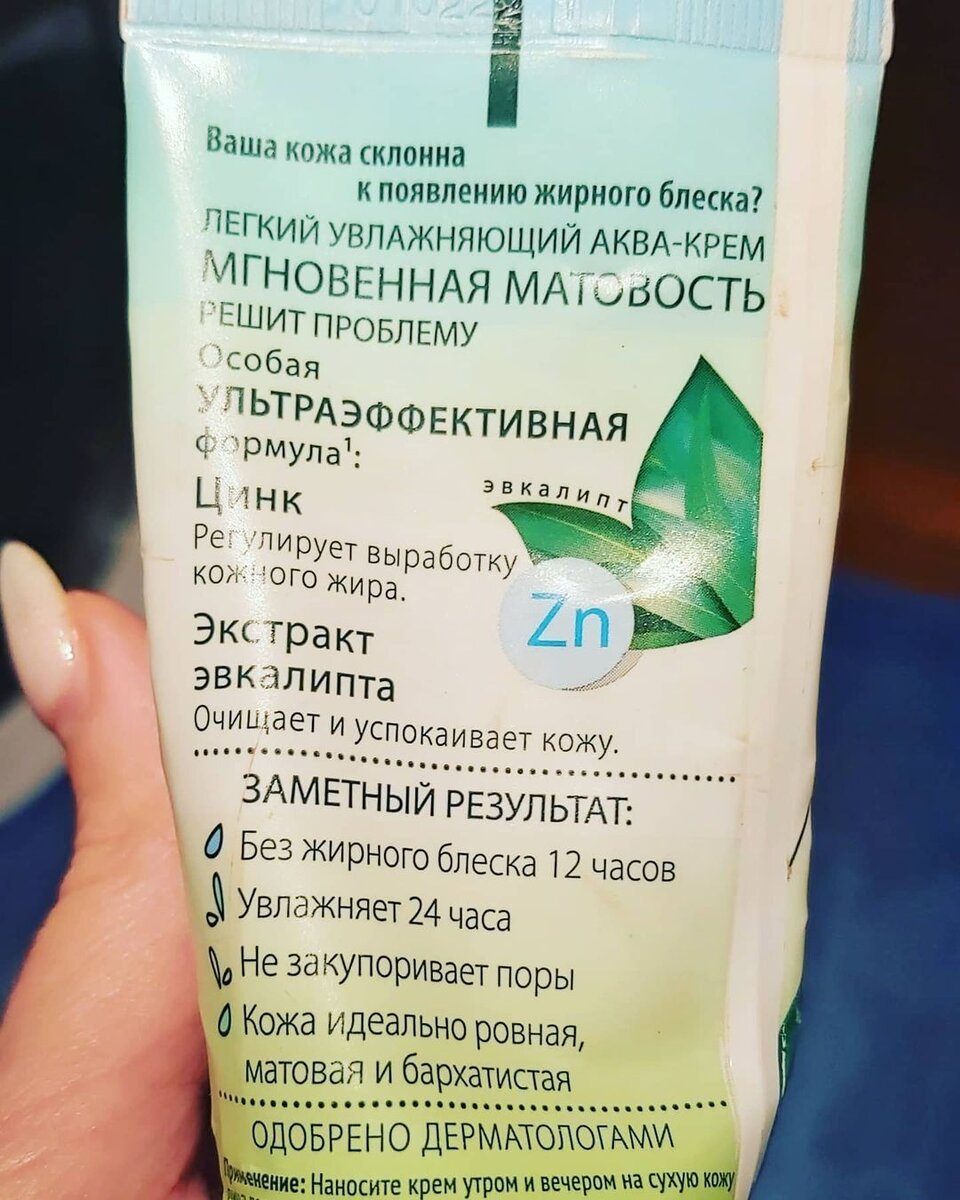 Ваша кожа склонна
к появлению жирного блеска?
ЛЕГКИЙ УВЛАЖНЯЮЩИЙ АКВА-КРЕМ
МГНОВЕННАЯ МАТОВОСТЬ
РЕШИТ ПРОБЛЕМУ
Особая
УЛЬТРАЭФФЕКТИВНАЯ
формула¹:
эвкалипт
Цинк
Регулирует выработку
кожного жира.
Zn
Экстракт
эвкалипта
Очищает и успокаивает кожу.
ЗАМЕТНЫЙ РЕЗУЛЬТАТ:
Без жирного блеска 12 часов
Увлажняет 24 часа
Не закупоривает поры
Кожа идеально ровная,
матовая и бархатистая
ОДОБРЕНО ДЕРМАТОЛОГАМИ
Применение: Наносите крем утром и вечером на сухую кожу